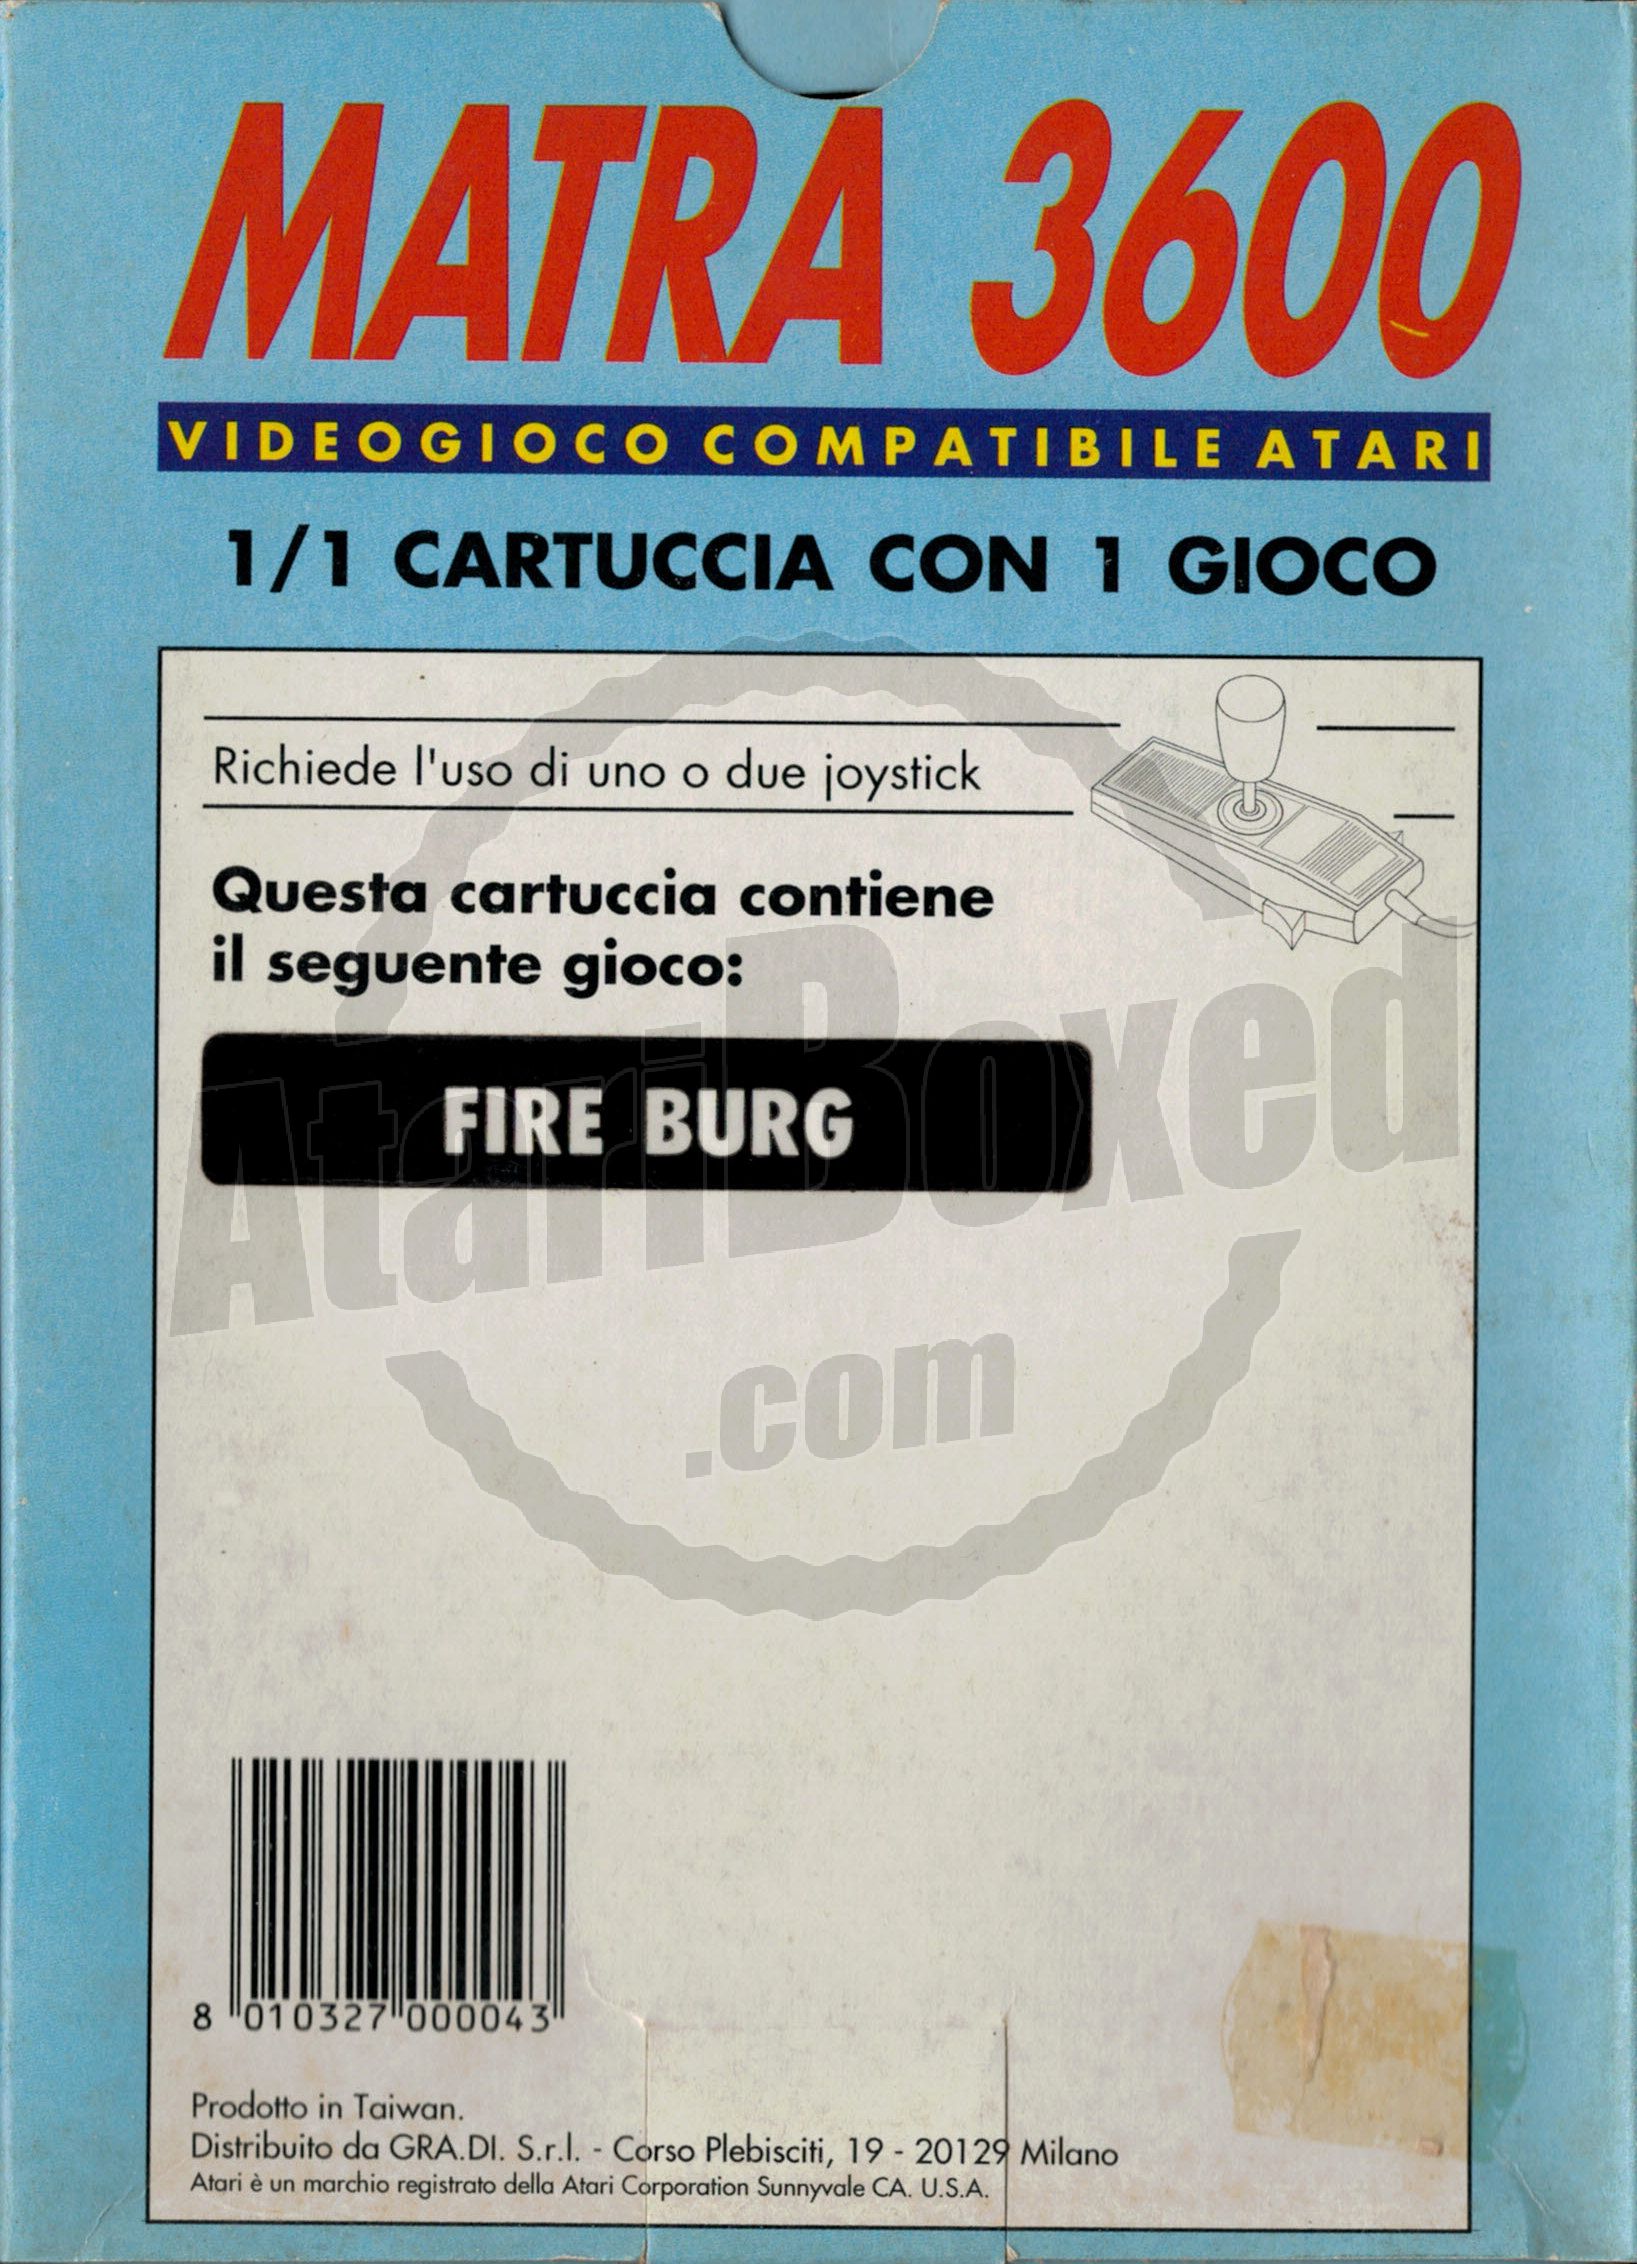 MATRA 3600
VIDEOGIOCO COMPATIBILE ATARI
1/1 CARTUCCIA CON 1 GIOCO
Richiede l'uso di uno o due joystick
Questa cartuccia contiene
il seguente gioco:
FIRE BURG
AtariBoxed
.com
8 010327 000043
Prodotto in Taiwan.
Distribuito da GRA.DI. S.r.l. - Corso Plebisciti, 19 - 20129 Milano
Atari è un marchio registrato della Atari Corporation Sunnyvale CA. U.S.A.